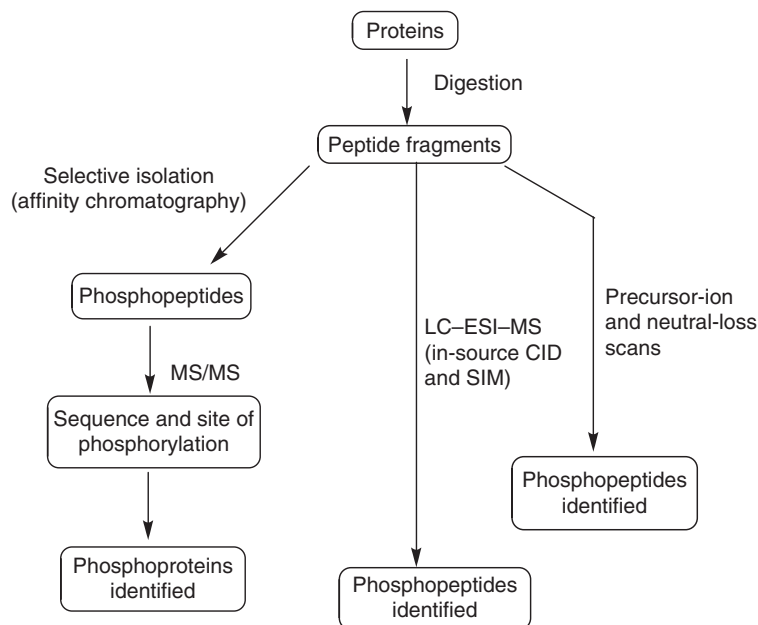 Proteins
Digestion
Peptide fragments
Selective isolation
(affinity chromatography)
Phosphopeptides
MS/MS
Sequence and site of
phosphorylation
Phosphoproteins
identified
LC–ESI–MS
(in-source CID
and SIM)
Phosphopeptides
identified
Precursor-ion
and neutral-loss
scans
Phosphopeptides
identified